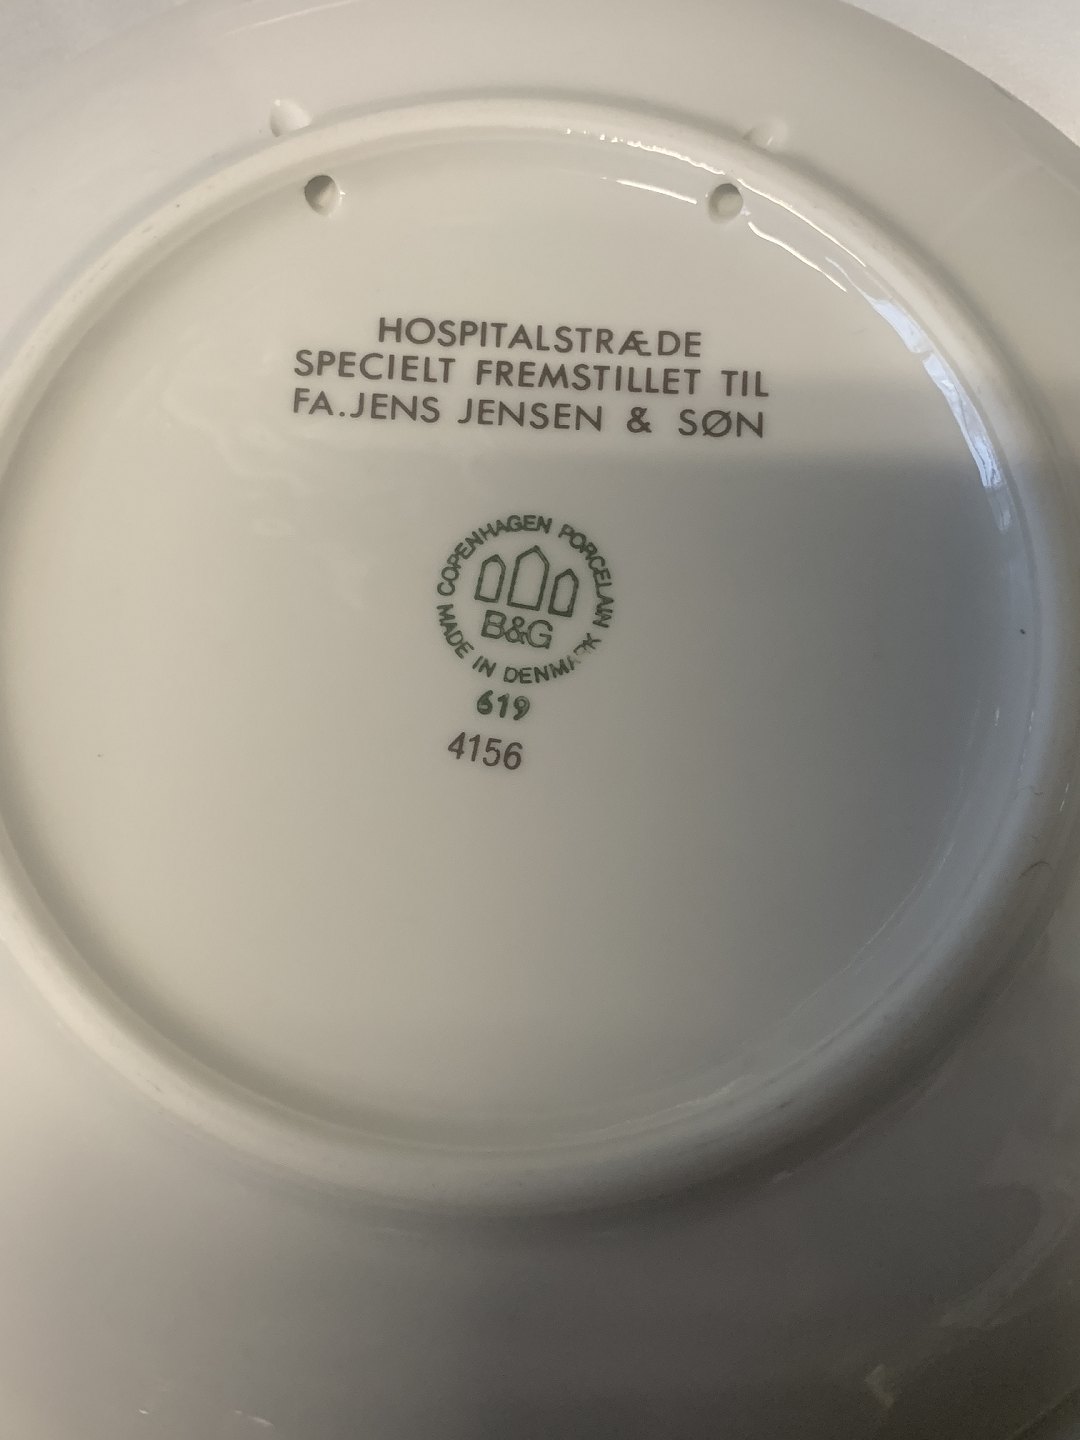 HOSPITALSTRÆDE
SPECIELT FREMSTILLET TIL
FA.JENS JENSEN & SØN
COPENHAGEN PORCELAIN
B&G
MADE IN DENMARK
619
4156